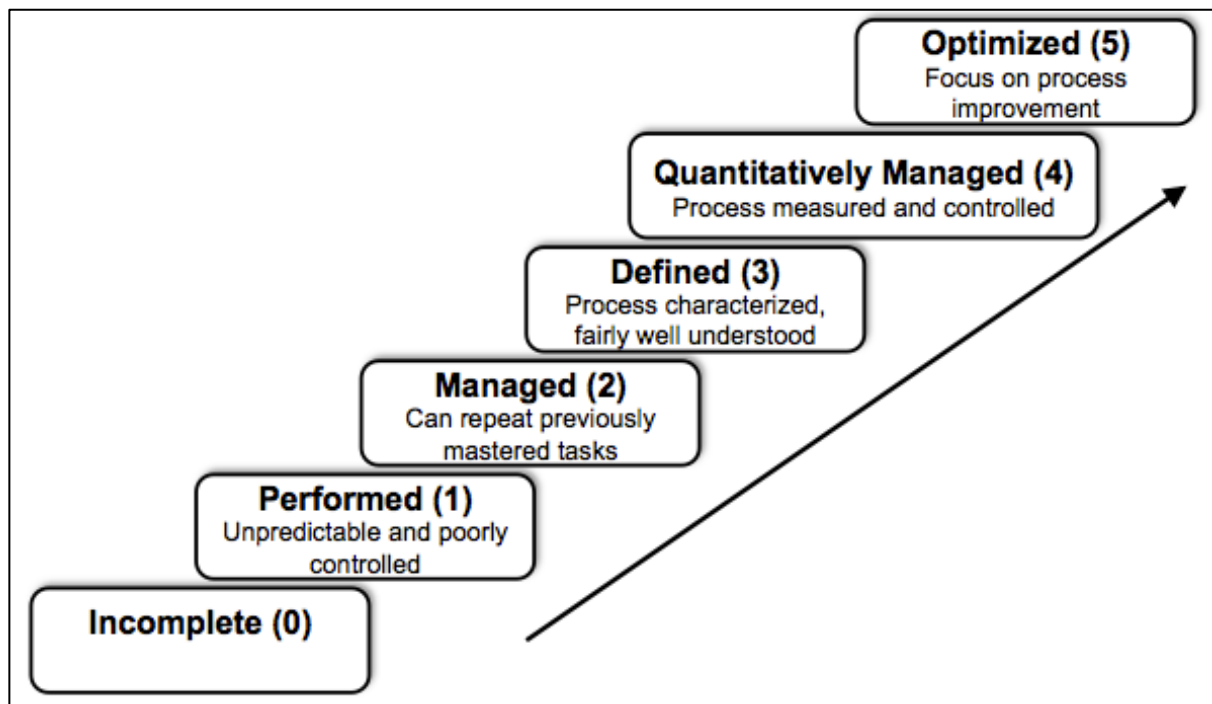 Optimized (5)
Focus on process
improvement
Quantitatively Managed (4)
Process measured and controlled
Defined (3)
Process characterized,
fairly well understood
Managed (2)
Can repeat previously
mastered tasks
Performed (1)
Unpredictable and poorly
controlled
Incomplete (0)